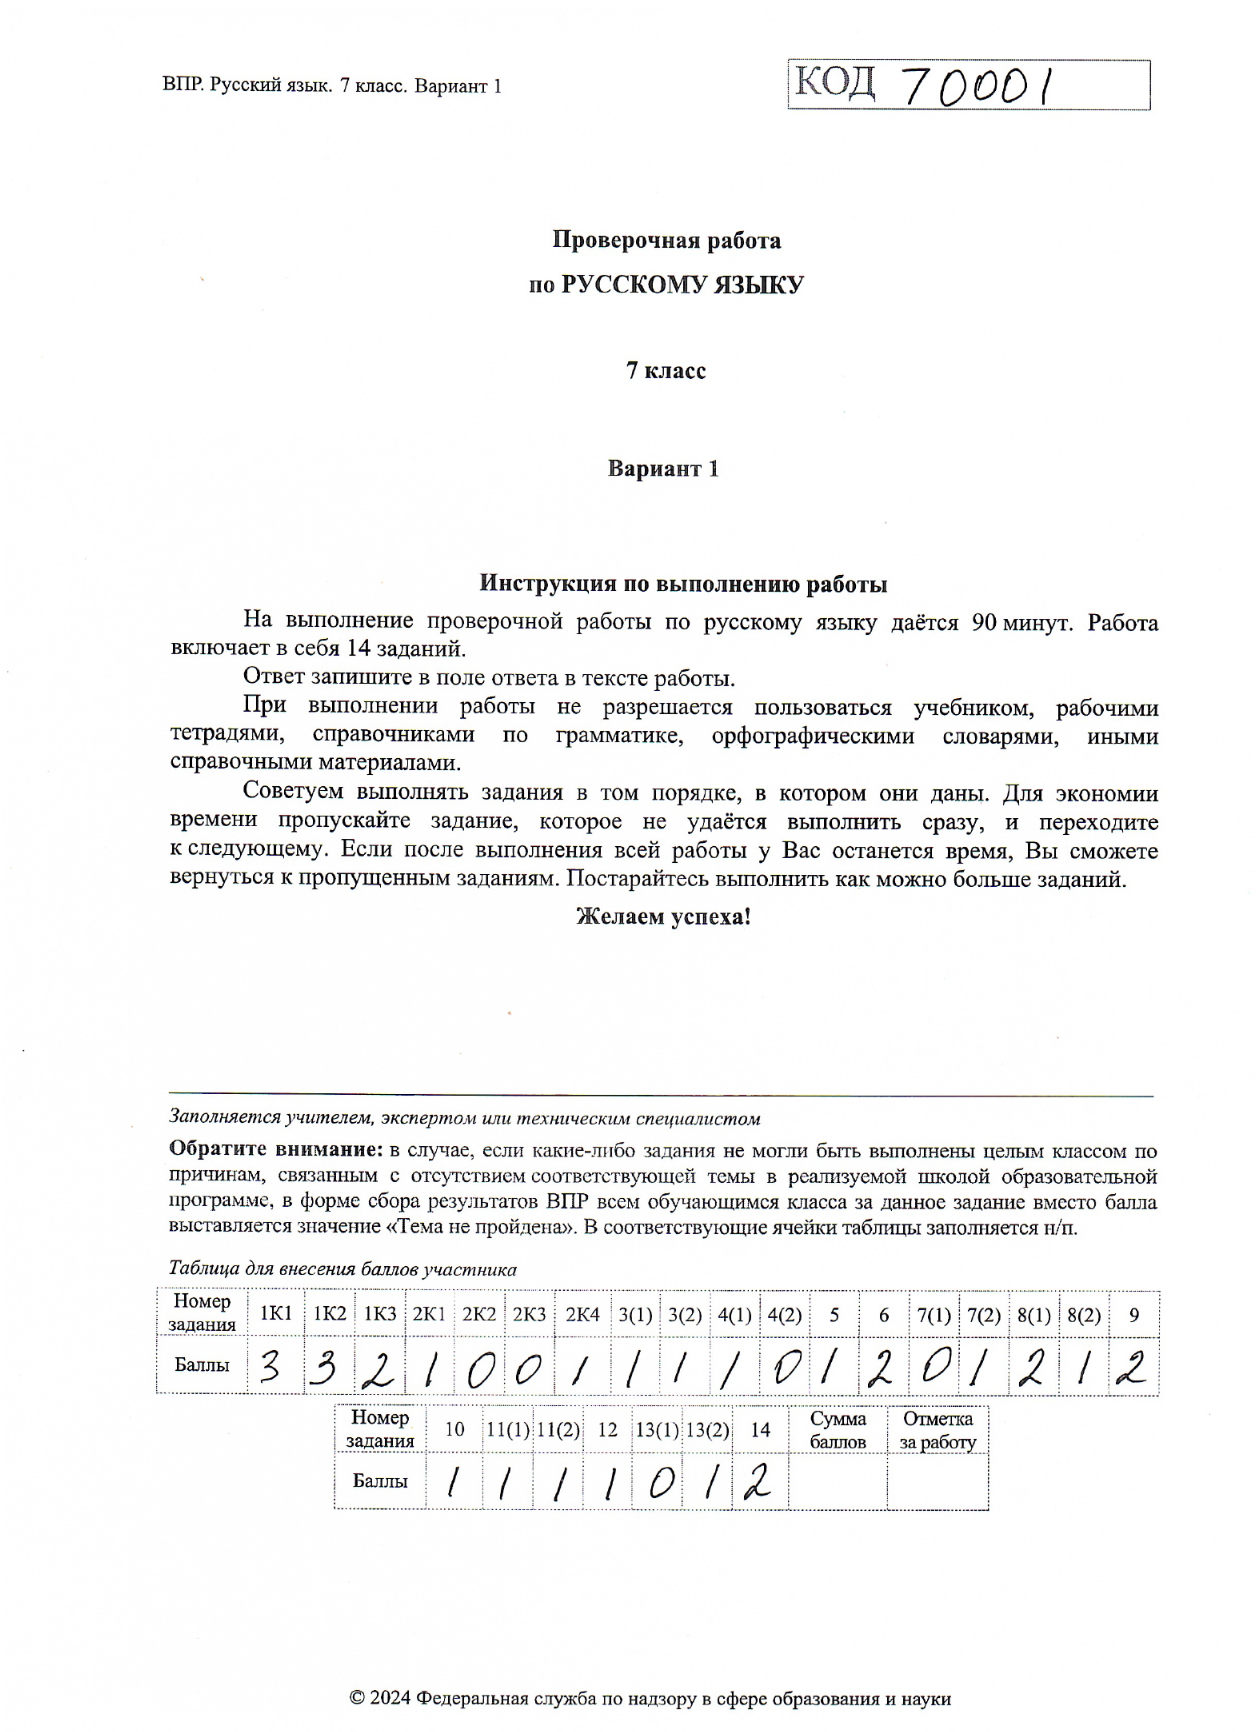 ВПР. Русский язык. 7 класс. Вариант 1
КОД 70001
Проверочная работа
по РУССКОМУ ЯЗЫКУ
7 класс
Вариант 1
Инструкция по выполнению работы
На выполнение проверочной работы по русскому языку даётся 90 минут. Работа
включает в себя 14 заданий.
Ответ запишите в поле ответа в тексте работы.
При выполнении работы не разрешается пользоваться учебником, рабочими
тетрадями, справочниками по грамматике, орфографическими словарями, иными
справочными материалами.
Советуем выполнять задания в том порядке, в котором они даны. Для экономии
времени пропускайте задание, которое не удаётся выполнить сразу, и переходите
к следующему. Если после выполнения всей работы у Вас останется время, Вы сможете
вернуться к пропущенным заданиям. Постарайтесь выполнить как можно больше заданий.
Желаем успеха!
Заполняется учителем, экспертом или техническим специалистом
Обратите внимание: в случае, если какие-либо задания не могли быть выполнены целым классом по
причинам, связанным с отсутствием соответствующей темы в реализуемой школой образовательной
программе, в форме сбора результатов ВПР всем обучающимся класса за данное задание вместо балла
выставляется значение «Тема не пройдена». В соответствующие ячейки таблицы заполняется н/п.
Таблица для внесения баллов участника
Номер задания 1К1 1К2 1К3 2К1 2К2 2К3 2К4 3(1) 3(2) 4(1) 4(2) 5 6 7(1) 7(2) 8(1) 8(2) 9
Баллы 3 3 2 1 0 0 1 1 1 1 0 1 2 0 1 2 1 2
Номер задания 10 11(1) 11(2) 12 13(1) 13(2) 14 Сумма баллов Отметка за работу
Баллы 1 1 1 1 0 1 2
© 2024 Федеральная служба по надзору в сфере образования и науки